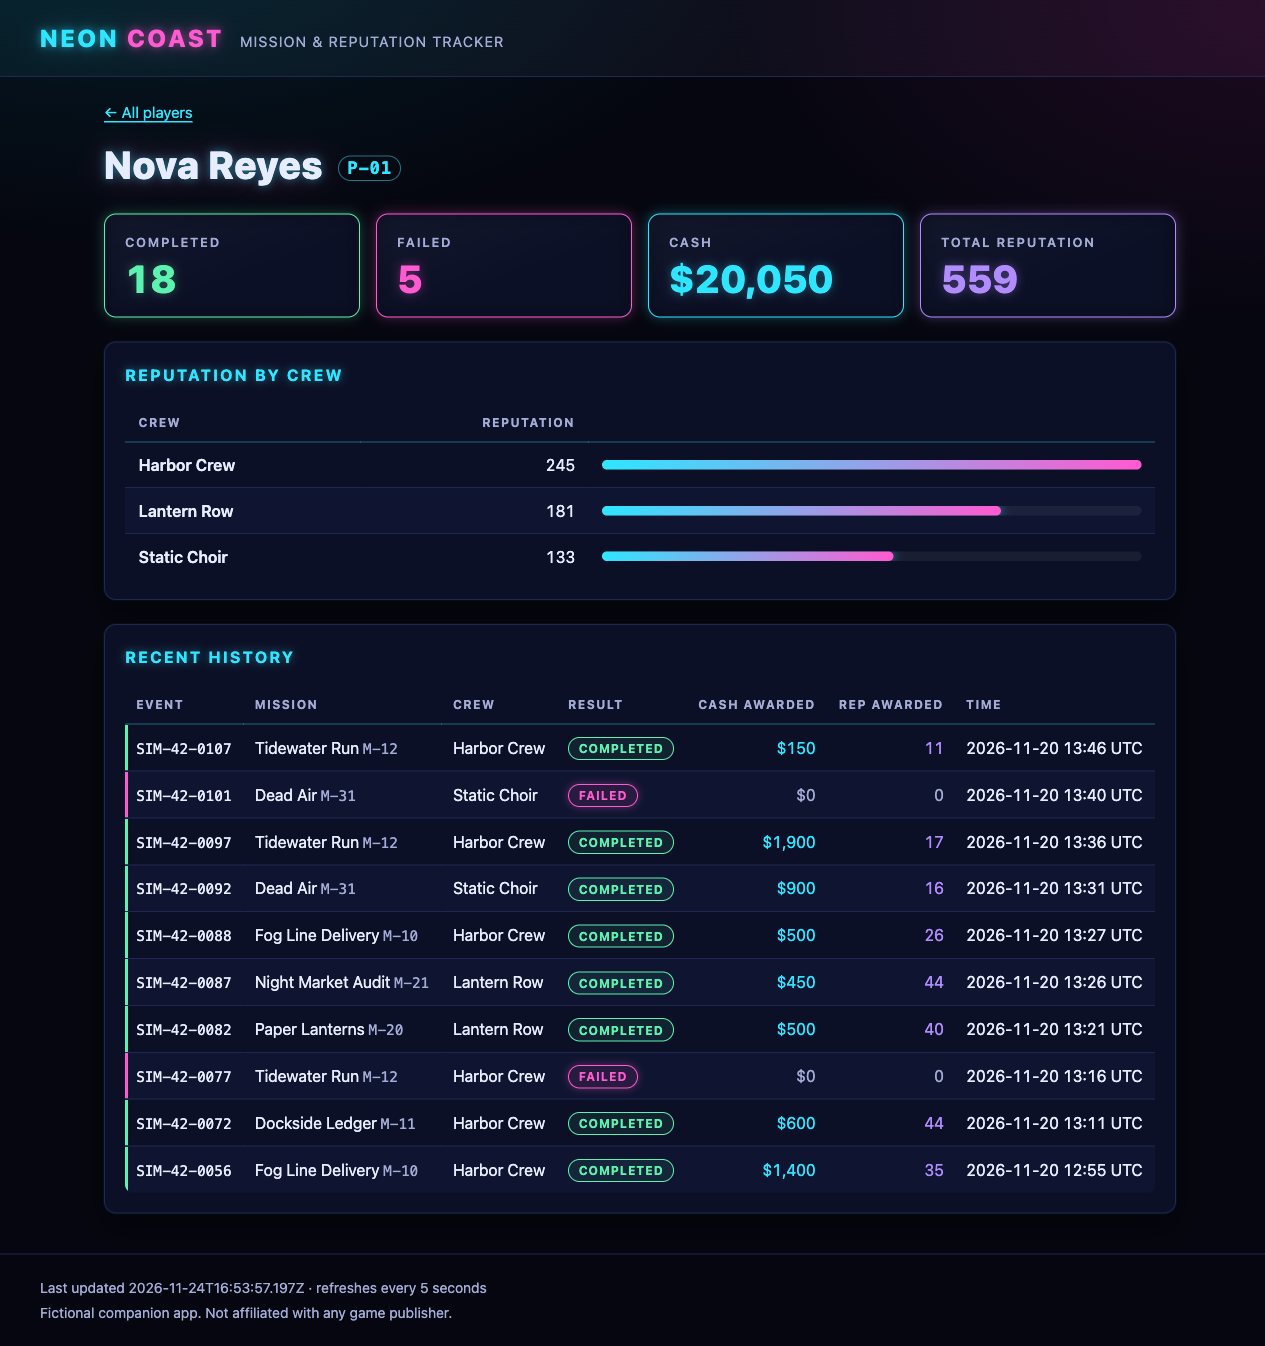 NEON COAST MISSION & REPUTATION TRACKER
← All players
Nova Reyes P-01
COMPLETED FAILED CASH TOTAL REPUTATION
18 5 $20,050 559
REPUTATION BY CREW
CREW REPUTATION
Harbor Crew 245
Lantern Row 181
Static Choir 133
RECENT HISTORY
EVENT MISSION CREW RESULT CASH AWARDED REP AWARDED TIME
SIM-42-0107 Tidewater Run M-12 Harbor Crew COMPLETED $150 11 2026-11-20 13:46 UTC
SIM-42-0101 Dead Air M-31 Static Choir FAILED $0 0 2026-11-20 13:40 UTC
SIM-42-0097 Tidewater Run M-12 Harbor Crew COMPLETED $1,900 17 2026-11-20 13:36 UTC
SIM-42-0092 Dead Air M-31 Static Choir COMPLETED $900 16 2026-11-20 13:31 UTC
SIM-42-0088 Fog Line Delivery M-10 Harbor Crew COMPLETED $500 26 2026-11-20 13:27 UTC
SIM-42-0087 Night Market Audit M-21 Lantern Row COMPLETED $450 44 2026-11-20 13:26 UTC
SIM-42-0082 Paper Lanterns M-20 Lantern Row COMPLETED $500 40 2026-11-20 13:21 UTC
SIM-42-0077 Tidewater Run M-12 Harbor Crew FAILED $0 0 2026-11-20 13:16 UTC
SIM-42-0072 Dockside Ledger M-11 Harbor Crew COMPLETED $600 44 2026-11-20 13:11 UTC
SIM-42-0056 Fog Line Delivery M-10 Harbor Crew COMPLETED $1,400 35 2026-11-20 12:55 UTC
Last updated 2026-11-24T16:53:57.197Z · refreshes every 5 seconds
Fictional companion app. Not affiliated with any game publisher.